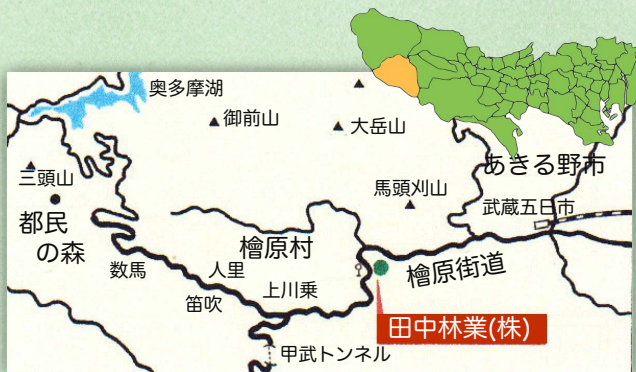 奥多摩湖
御前山
大岳山
あきる野市
三頭山
馬頭刈山
武蔵五日市
都民
の森
檜原村
数馬
人里
檜原街道
笛吹
上川乗
田中林業(株)
甲武トンネル